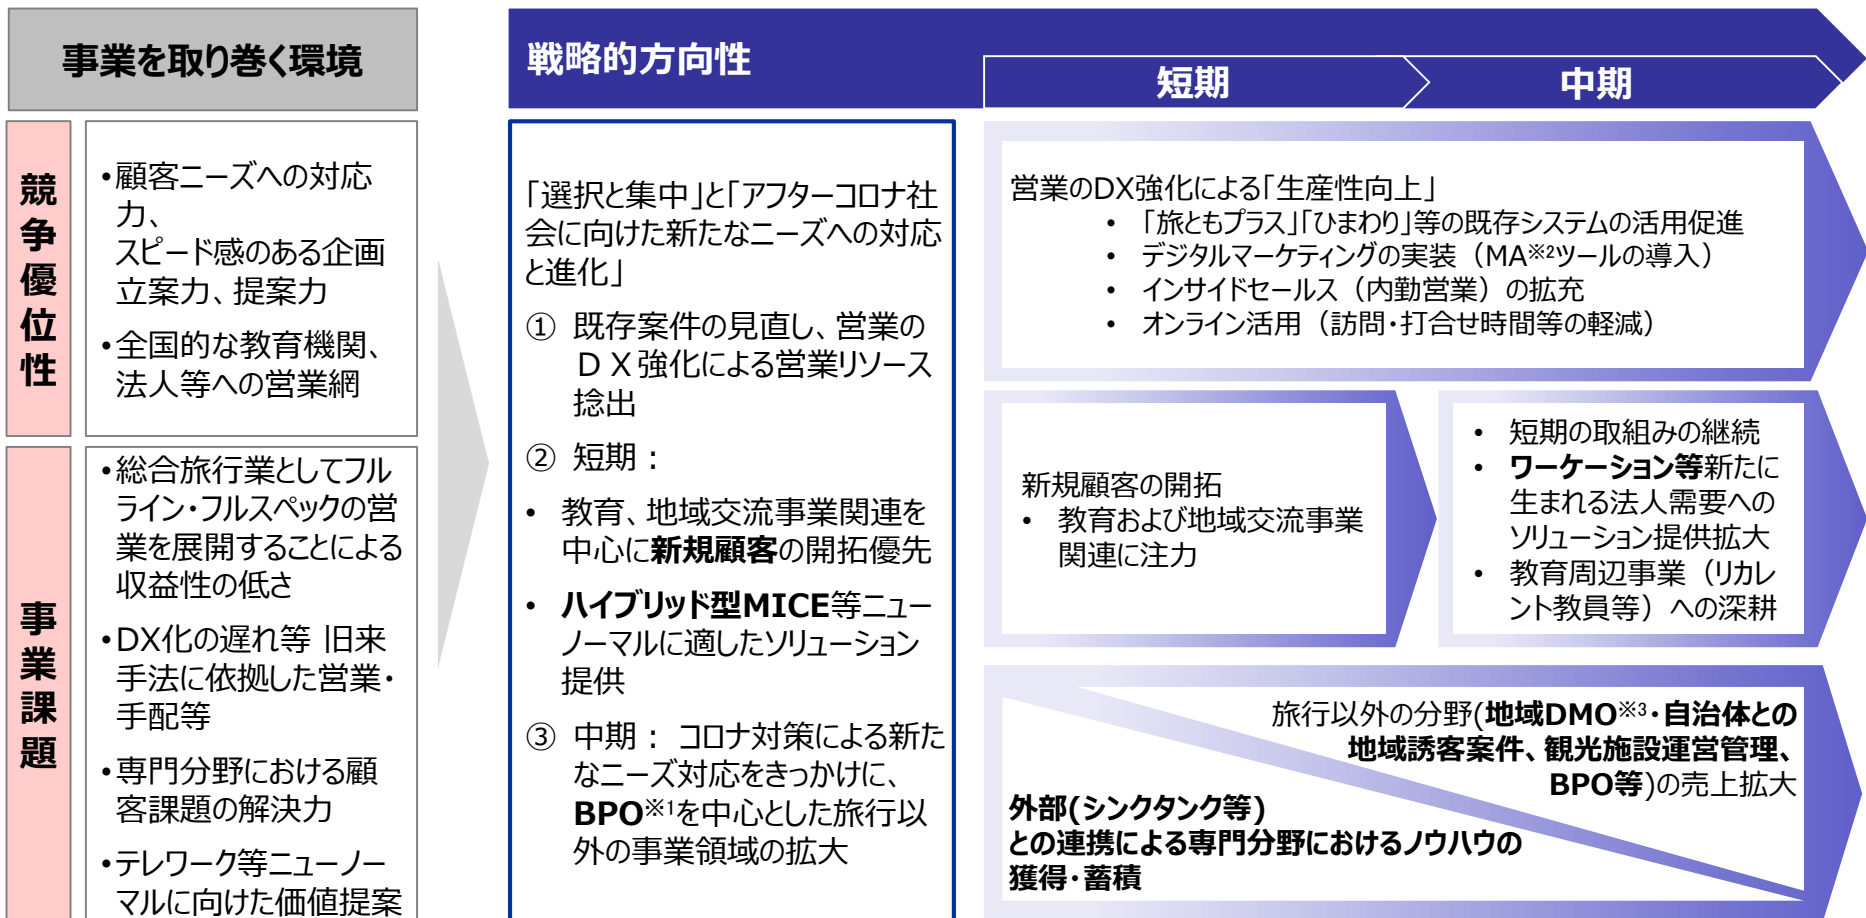 事業を取り巻く環境
戦略的方向性
短期
中期
競争優位性
•顧客ニーズへの対応
力、
スピード感のある企画
立案力、提案力
•全国的な教育機関、
法人等への営業網
事業課題
•総合旅行業としてフル
ライン・フルスペックの営
業を展開することによる
収益性の低さ
•DX化の遅れ等 旧来
手法に依拠した営業・
手配等
•専門分野における顧
客課題の解決力
•テレワーク等ニューノー
マルに向けた価値提案
「選択と集中」と「アフターコロナ社
会に向けた新たなニーズへの対応
と進化」
① 既存案件の見直し、営業の
ＤＸ強化による営業リソース
捻出
② 短期：
• 教育、地域交流事業関連を
中心に新規顧客の開拓優先
• ハイブリッド型MICE等ニュー
ノーマルに適したソリューション
提供
③ 中期： コロナ対策による新た
なニーズ対応をきっかけに、
BPO※1を中心とした旅行以
外の事業領域の拡大
営業のDX強化による「生産性向上」
• 「旅ともプラス」「ひまわり」等の既存システムの活用促進
• デジタルマーケティングの実装（MA※2ツールの導入）
• インサイドセールス（内勤営業）の拡充
• オンライン活用（訪問・打合せ時間等の軽減）
新規顧客の開拓
• 教育および地域交流事業
関連に注力
• 短期の取組みの継続
• ワーケーション等新たに
生まれる法人需要への
ソリューション提供拡大
• 教育周辺事業（リカレ
ント教員等）への深耕
旅行以外の分野(地域DMO※3・自治体との
地域誘客案件、観光施設運営管理、
BPO等)の売上拡大
外部(シンクタンク等)
との連携による専門分野におけるノウハウの
獲得・蓄積